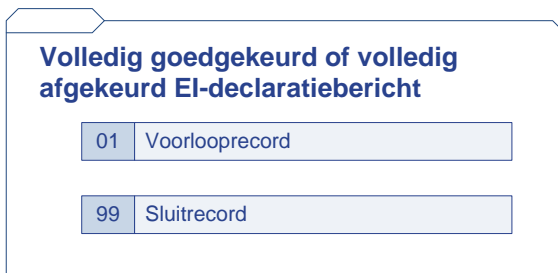 Volledig goedgekeurd of volledig
afgekeurd EI-declaratiebericht
01 Voorlooprecord
99 Sluitrecord